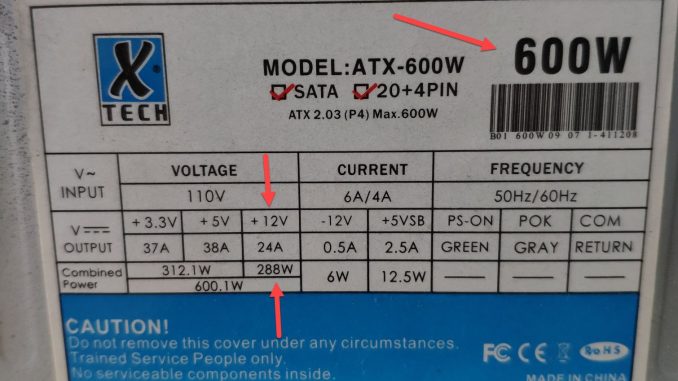 X
TECH
MODEL:ATX-600W
600W
SATA 20+4PIN
ATX 2.03 (P4) Max.600W
B01 600W 09 07 1-411208
V~ INPUT VOLTAGE CURRENT FREQUENCY
110V 6A/4A 50Hz/60Hz
V OUTPUT +3.3V +5V +12V -12V +5VSB PS-ON POK COM
37A 38A 24A 0.5A 2.5A GREEN GRAY RETURN
Combined Power 312.1W 288W 6W 12.5W
600.1W
CAUTION!
Do not remove this cover under any circumstances.
Trained Service People only.
No serviceable components inside.
FC CE RoHS
MADE IN CHINA